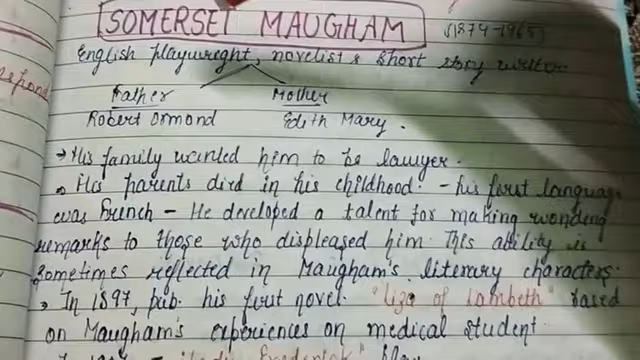 SOMERSET MAUGHAM (1874-1965)
English playwreght, novelist & short story writer
Father Mother
Robert Ormond Edith Mary.
→ His family wanted him to be lawyer.
→ His parents died in his childhood. - his first language
was French - He developed a talent for making wonding
remarks to those who displeased him. This ability is
sometimes reflected in Maugham's literary characters.
→ In 1897, pub. his first novel. "liza of lambeth" based
on Maugham's experiences on medical student.